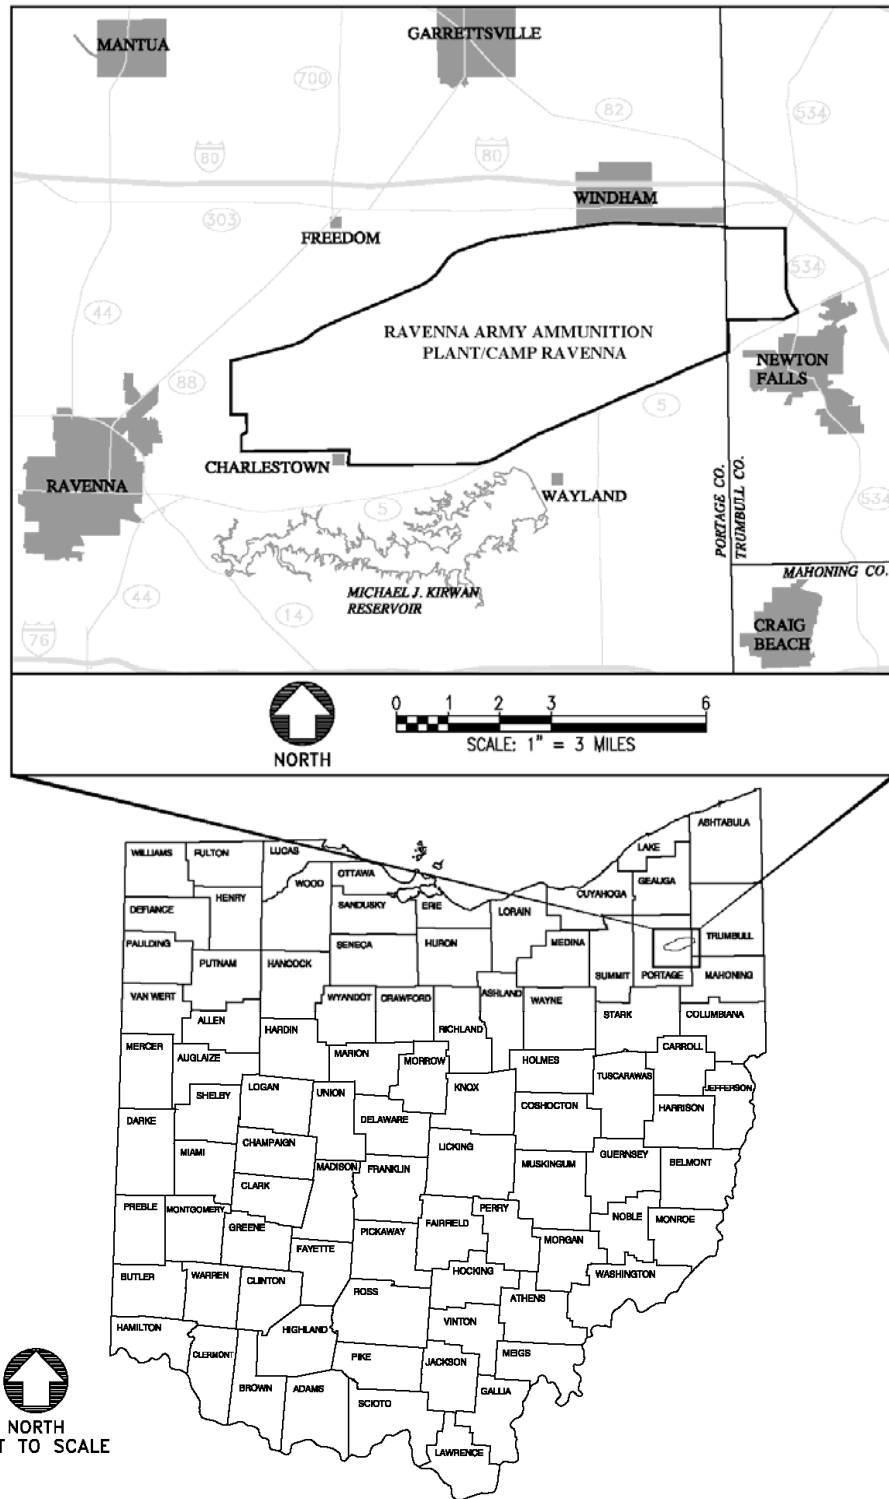 MANTUA
GARRETTSVILLE
700
82
534
80
80
WINDHAM
303
FREEDOM
534
44
RAVENNA ARMY AMMUNITION
PLANT/CAMP RAVENNA
NEWTON
FALLS
88
5
CHARLESTOWN
RAVENNA
WAYLAND
5
534
PORTAGE CO.
TRUMBULL CO.
MAHONING CO.
44
MICHAEL J. KIRWAN
RESERVOIR
14
76
CRAIG
BEACH
0 1 2 3 6
SCALE: 1" = 3 MILES
NORTH
ASHTABULA
WILLIAMS
FULTON
LUCAS
LAKE
OTTAWA
GEAUGA
WOOD
CUYAHOGA
HENRY
SANDUSKY
ERIE
LORAIN
DEFIANCE
TRUMBULL
PAULDING
SENECA
HURON
MEDINA
PUTNAM
HANCOCK
SUMMIT
PORTAGE
MAHONING
VAN WERT
WYANDOT
CRAWFORD
ASHLAND
WAYNE
STARK
COLUMBIANA
ALLEN
HARDIN
RICHLAND
MERCER
AUGLAIZE
MARION
MORROW
HOLMES
CARROLL
TUSCARAWAS
JEFFERSON
SHELBY
LOGAN
UNION
KNOX
COSHOCTON
HARRISON
DARKE
DELAWARE
MIAMI
CHAMPAIGN
LICKING
GUERNSEY
MADISON
FRANKLIN
MUSKINGUM
BELMONT
CLARK
PREBLE
MONTGOMERY
PERRY
GREENE
PICKAWAY
FAIRFIELD
NOBLE
MONROE
FAYETTE
MORGAN
BUTLER
WARREN
CLINTON
HOCKING
WASHINGTON
ROSS
ATHENS
HAMILTON
HIGHLAND
VINTON
CLERMONT
PIKE
JACKSON
MEIGS
BROWN
ADAMS
SCIOTO
GALLIA
LAWRENCE
NORTH
T TO SCALE